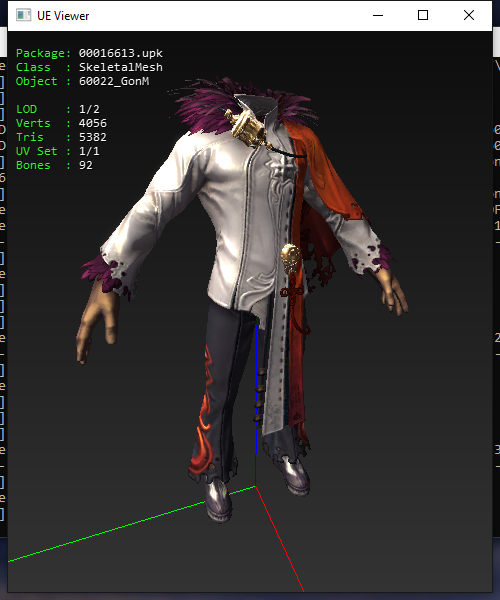 UE Viewer
Package: 00016613.upk
Class  : SkeletalMesh
Object : 60022_GonM
LOD    : 1/2
Verts  : 4056
Tris   : 5382
UV Set : 1/1
Bones  : 92